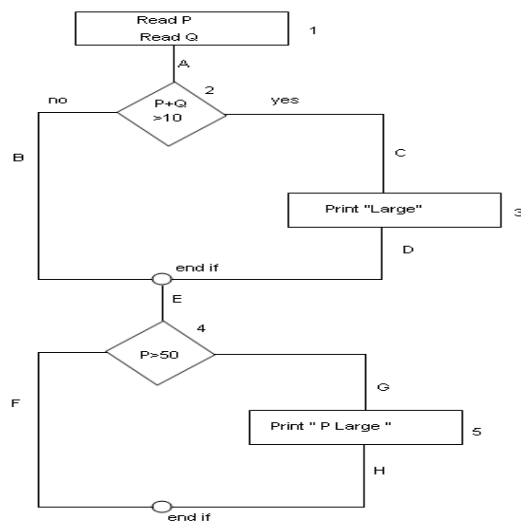 Read P
Read Q
1
A
2
no
P+Q
>10
yes
B
C
Print "Large"
3
D
end if
E
4
P>50
F
G
Print " P Large "
5
H
end if